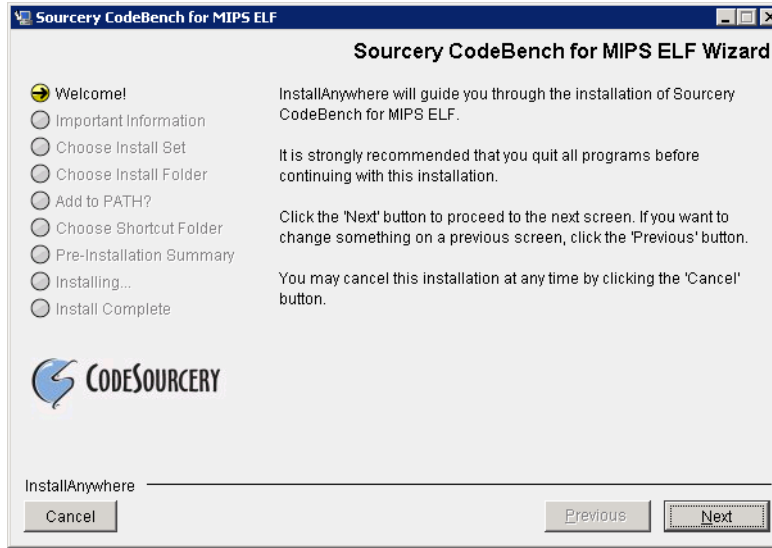 Sourcery CodeBench for MIPS ELF
Sourcery CodeBench for MIPS ELF Wizard
Welcome!
Important Information
Choose Install Set
Choose Install Folder
Add to PATH?
Choose Shortcut Folder
Pre-Installation Summary
Installing...
Install Complete
InstallAnywhere will guide you through the installation of Sourcery
CodeBench for MIPS ELF.
It is strongly recommended that you quit all programs before
continuing with this installation.
Click the 'Next' button to proceed to the next screen. If you want to
change something on a previous screen, click the 'Previous' button.
You may cancel this installation at any time by clicking the 'Cancel'
button.
CODESOURCERY
InstallAnywhere
Cancel
Previous
Next